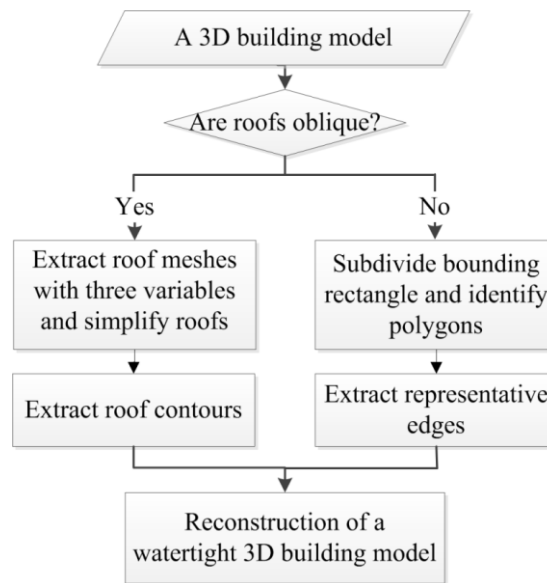 A 3D building model
Are roofs oblique?
Yes
No
Extract roof meshes
with three variables
and simplify roofs
Subdivide bounding
rectangle and identify
polygons
Extract roof contours
Extract representative
edges
Reconstruction of a
watertight 3D building model